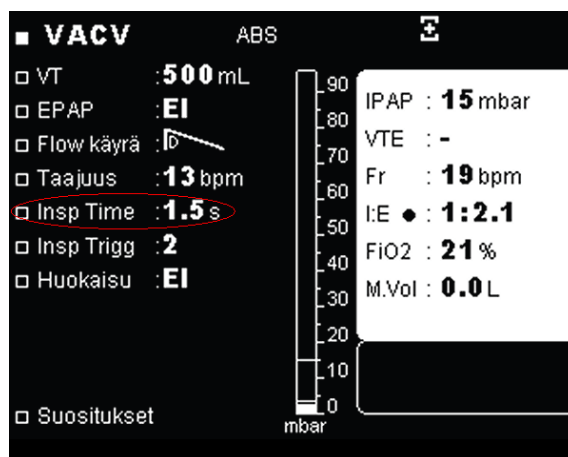 VACV ABS
VT :500 mL
EPAP :EI
Flow käyrä :
Taajuus :13 bpm
Insp Time :1.5 s
Insp Trigg :2
Huokaisu :EI
Suositukset
90
80
70
60
50
40
30
20
10
0
mbar
IPAP : 15 mbar
VTE : -
Fr : 19 bpm
I:E ● : 1:2.1
FiO2 : 21 %
M.Vol : 0.0 L